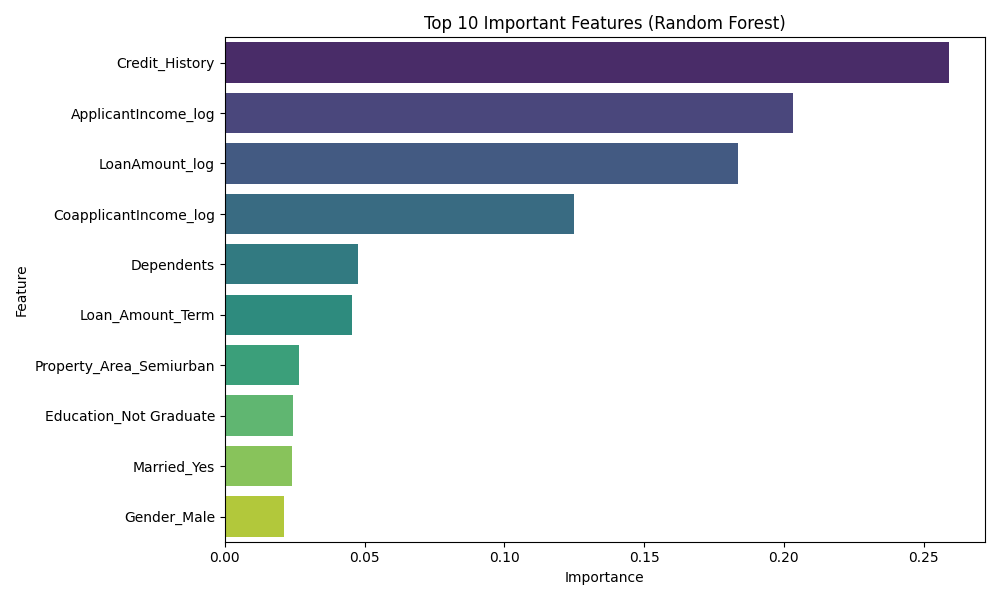 Top 10 Important Features (Random Forest)
Credit_History
ApplicantIncome_log
LoanAmount_log
CoapplicantIncome_log
Dependents
Loan_Amount_Term
Property_Area_Semiurban
Education_Not Graduate
Married_Yes
Gender_Male
Feature
0.00 0.05 0.10 0.15 0.20 0.25
Importance